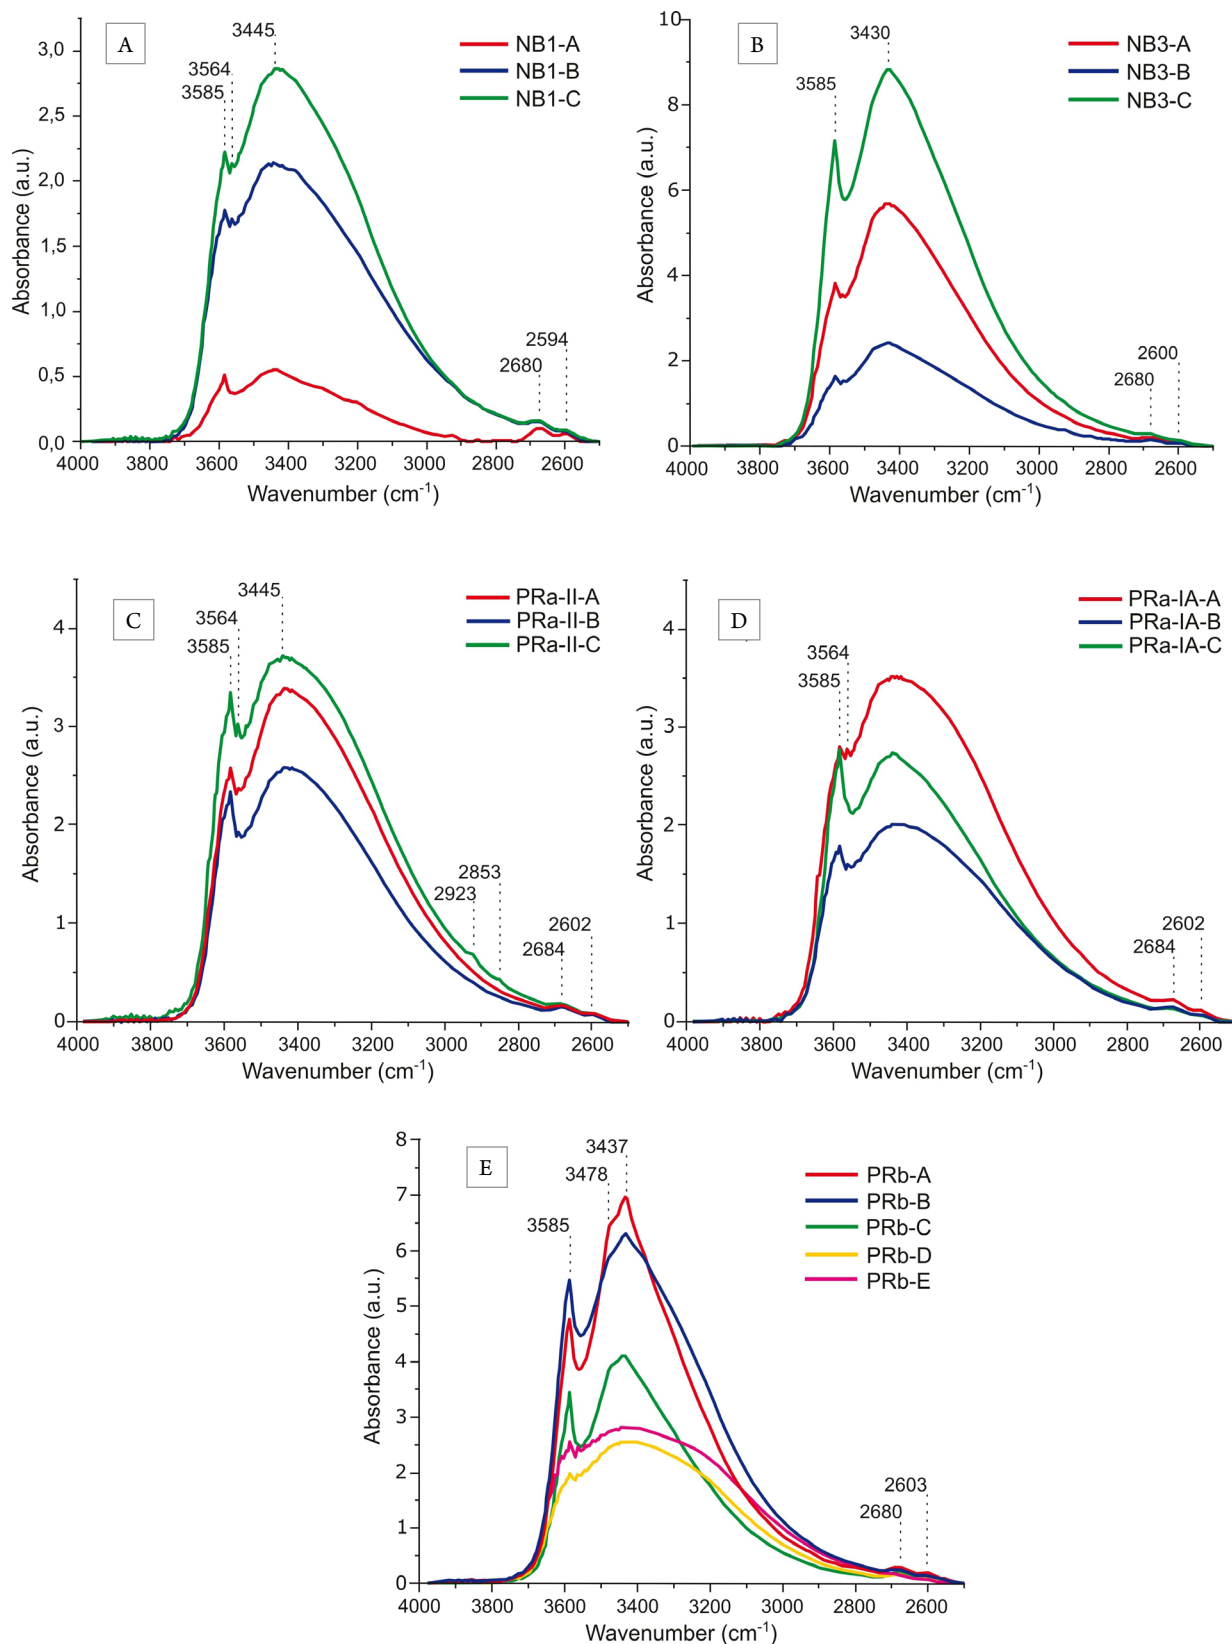 A
3445
3564
3585
NB1-A
NB1-B
NB1-C
3,0
2,5
2,0
1,5
1,0
0,5
0,0
2594
2680
4000 3600 3400 3200 3000 2800 2600
Absorbance (a.u.)
Wavenumber (cm-1)
B
3430
3585
NB3-A
NB3-B
NB3-C
10
8
6
4
2
0
2600
2680
4000 3800 3600 3400 3200 3000 2800 2600
Absorbance (a.u.)
Wavenumber (cm-1)
C
3445
3564
3585
PRa-II-A
PRa-II-B
PRa-II-C
4
3
2
1
0
2853
2923
2602
2684
4000 3800 3600 3400 3200 3000 2800 2600
Absorbance (a.u.)
Wavenumber (cm-1)
D
3564
3585
PRa-IA-A
PRa-IA-B
PRa-IA-C
4
3
2
1
0
2602
2684
4000 3800 3600 3400 3200 3000 2800 2600
Absorbance (a.u.)
Wavenumber (cm-1)
E
3437
3478
3585
PRb-A
PRb-B
PRb-C
PRb-D
PRb-E
8
7
6
5
4
3
2
1
0
2603
2680
4000 3800 3600 3400 3200 3000 2800 2600
Absorbance (a.u.)
Wavenumber (cm-1)